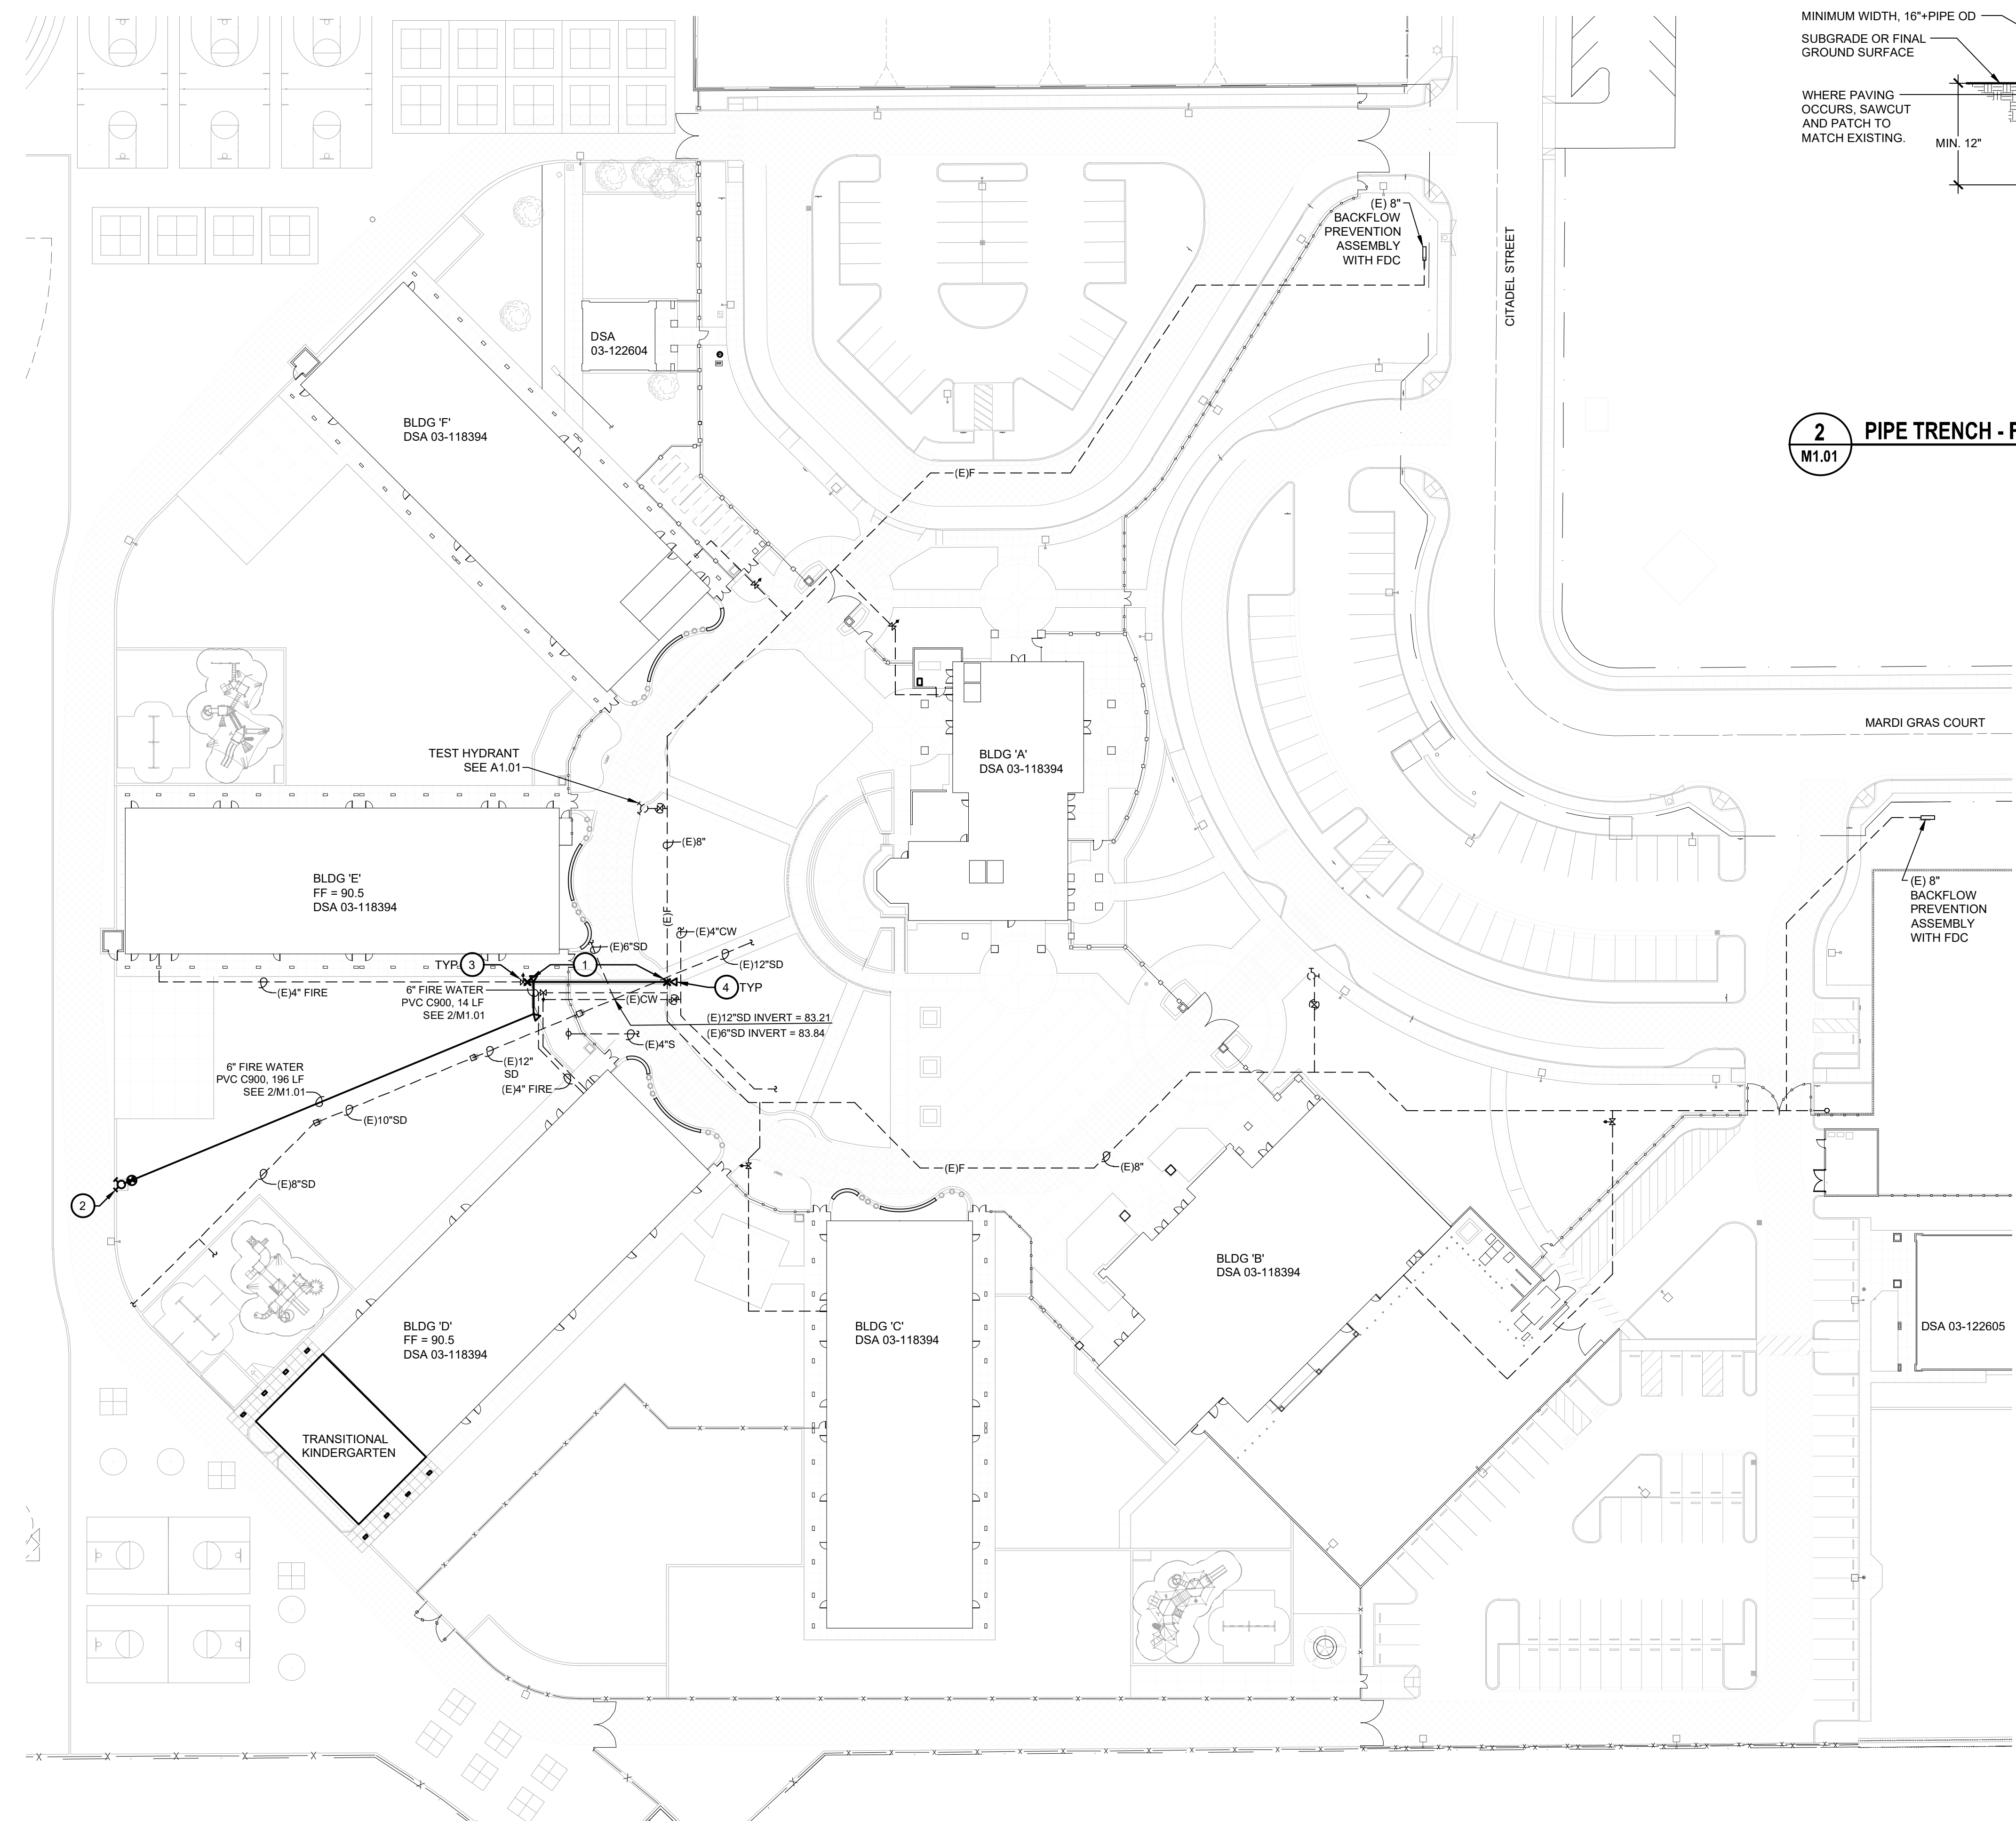 MINIMUM WIDTH, 16"+PIPE OD
SUBGRADE OR FINAL
GROUND SURFACE
WHERE PAVING
OCCURS, SAWCUT
AND PATCH TO
MATCH EXISTING.
MIN. 12"
(E) 8"
BACKFLOW
PREVENTION
ASSEMBLY
WITH FDC
CITADEL STREET
DSA
03-122604
BLDG 'F'
DSA 03-118394
2
M1.01
PIPE TRENCH -
(E)F
MARDI GRAS COURT
TEST HYDRANT
SEE A1.01
BLDG 'A'
DSA 03-118394
(E)8"
BLDG 'E'
FF = 90.5
DSA 03-118394
(E) 8"
BACKFLOW
PREVENTION
ASSEMBLY
WITH FDC
(E)F
(E)4"CW
(E)6"SD
(E)12"SD
TYP 3
1
4 TYP
(E)4" FIRE
6" FIRE WATER
PVC C900, 14 LF
SEE 2/M1.01
(E)CW
(E)12"SD INVERT = 83.21
(E)6"SD INVERT = 83.84
(E)4"S
(E)12"
SD
(E)4" FIRE
6" FIRE WATER
PVC C900, 196 LF
SEE 2/M1.01
(E)10"SD
(E)8"SD
2
(E)F
(E)8"
BLDG 'B'
DSA 03-118394
BLDG 'D'
FF = 90.5
DSA 03-118394
BLDG 'C'
DSA 03-118394
DSA 03-122605
TRANSITIONAL
KINDERGARTEN